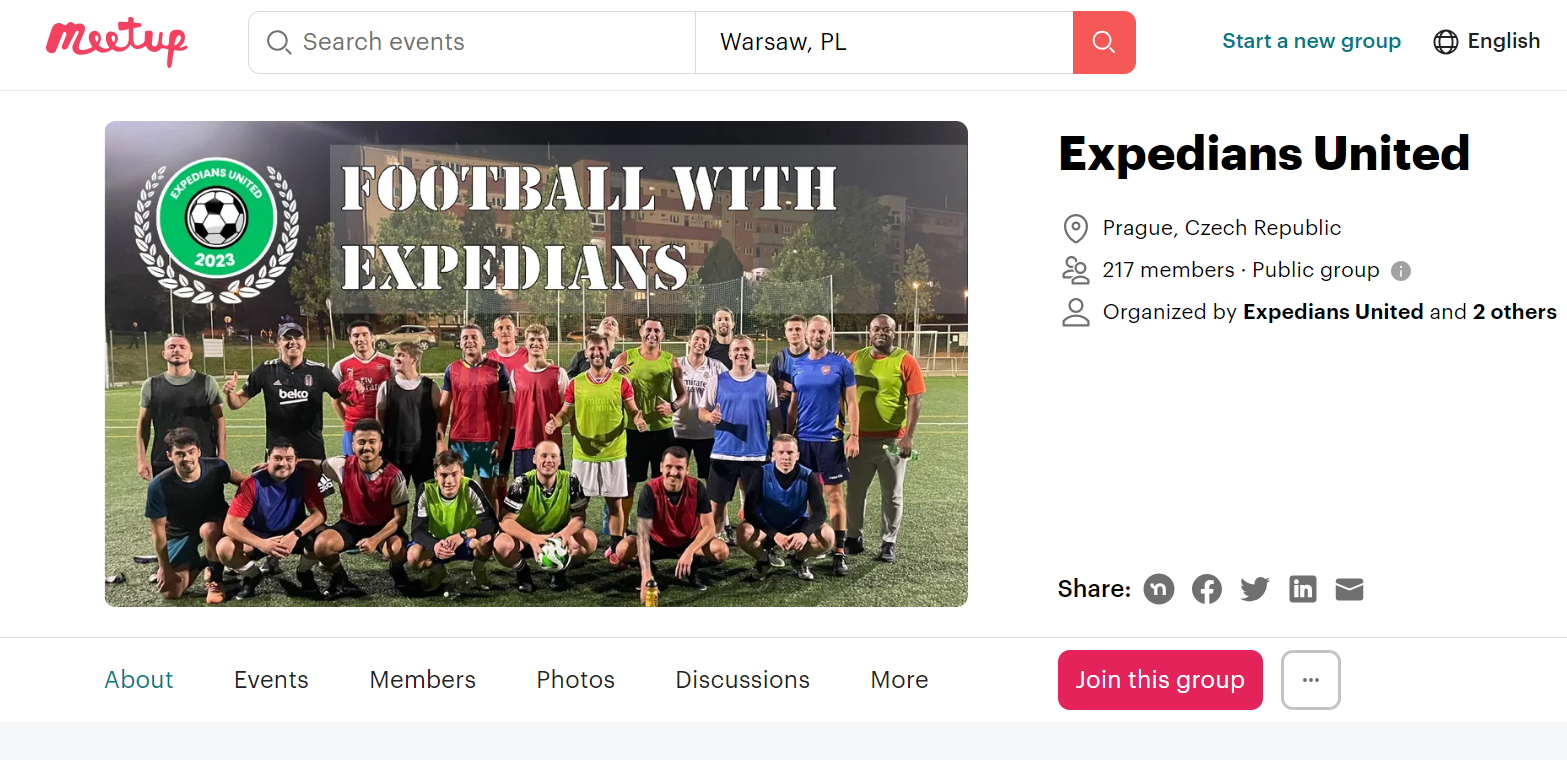 meetup
Search events
Warsaw, PL
Start a new group
English
EXPEDIANS UNITED
2023
FOOTBALL WITH
EXPEDIANS
beko
Expedians United
Prague, Czech Republic
217 members · Public group
Organized by Expedians United and 2 others
Share:
About
Events
Members
Photos
Discussions
More
Join this group